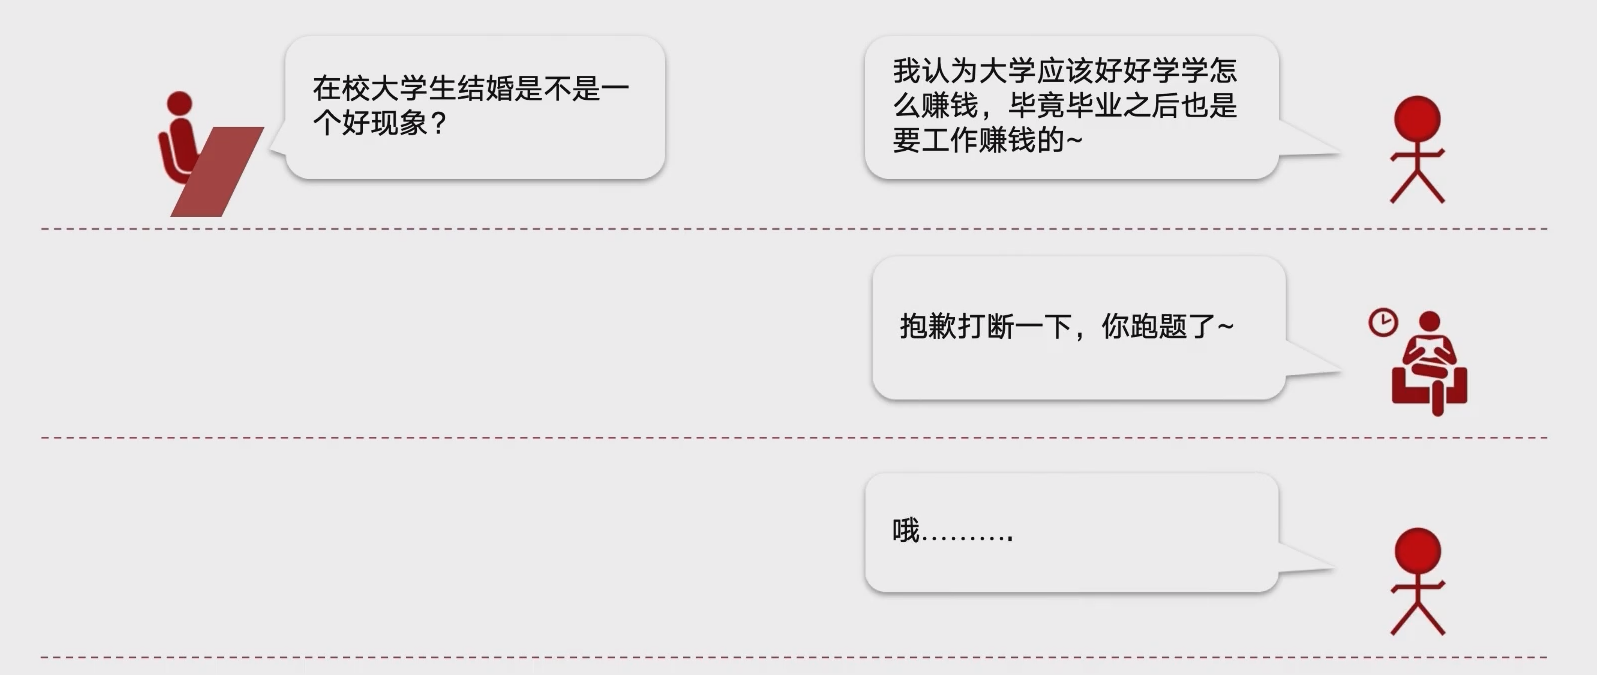 在校大学生结婚是不是一
个好现象？
我认为大学应该好好学学怎
么赚钱，毕竟毕业之后也是
要工作赚钱的~
抱歉打断一下，你跑题了~
哦……….